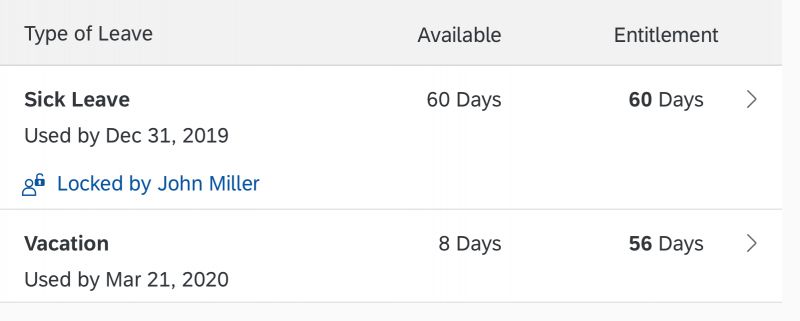 Type of Leave Available Entitlement
Sick Leave 60 Days 60 Days
Used by Dec 31, 2019
Locked by John Miller
Vacation 8 Days 56 Days
Used by Mar 21, 2020